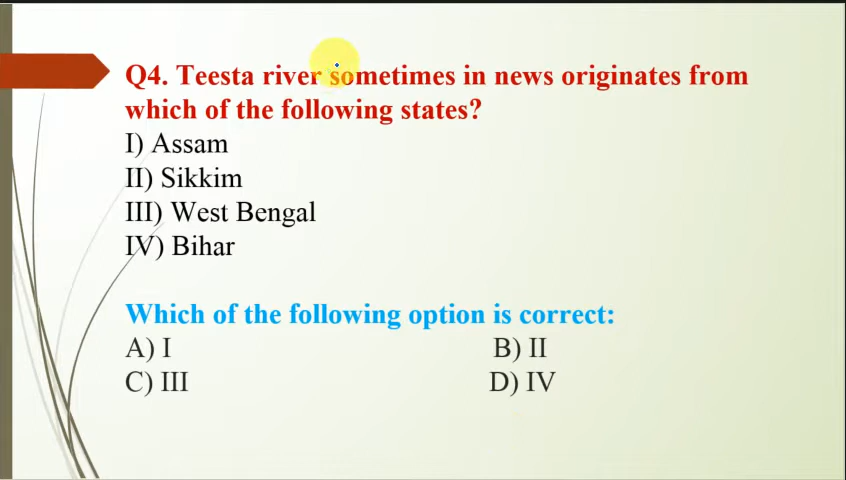 Q4. Teesta river sometimes in news originates from
which of the following states?
I) Assam
II) Sikkim
III) West Bengal
IV) Bihar
Which of the following option is correct:
A) I B) II
C) III D) IV